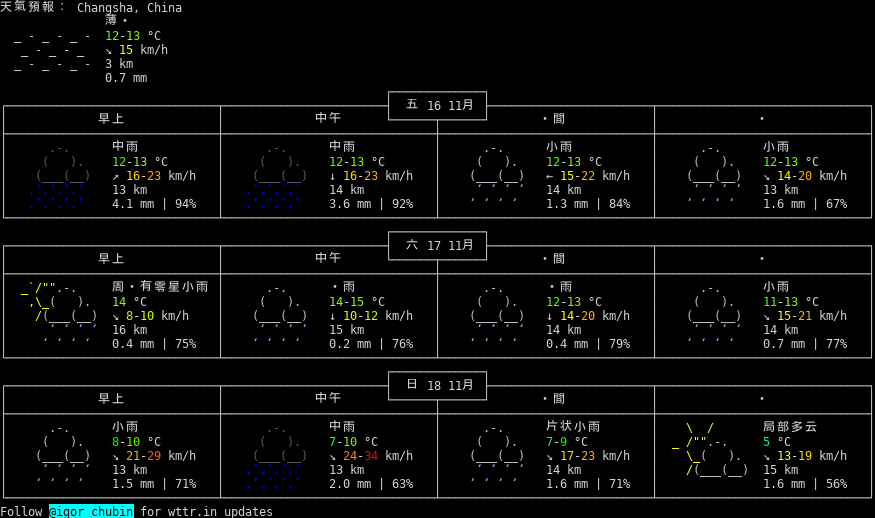 天氣預報： Changsha, China
薄・
12-13 °C
↘ 15 km/h
3 km
0.7 mm
五 16 11月
早上 中午 ・間 ・
中雨 中雨 小雨 小雨
12-13 °C 12-13 °C 12-13 °C 12-13 °C
↗ 16-23 km/h ↓ 16-23 km/h ← 15-22 km/h ↘ 14-20 km/h
13 km 14 km 14 km 13 km
4.1 mm | 94% 3.6 mm | 92% 1.3 mm | 84% 1.6 mm | 67%
六 17 11月
早上 中午 ・間 ・
周・有零星小雨 ・雨 ・雨 小雨
14 °C 14-15 °C 12-13 °C 11-13 °C
↘ 8-10 km/h ↓ 10-12 km/h ↓ 14-20 km/h ↘ 15-21 km/h
16 km 15 km 14 km 14 km
0.4 mm | 75% 0.2 mm | 76% 0.4 mm | 79% 0.7 mm | 77%
日 18 11月
早上 中午 ・間 ・
小雨 中雨 片状小雨 局部多云
8-10 °C 7-10 °C 7-9 °C 5 °C
↘ 21-29 km/h ↘ 24-34 km/h ↘ 17-23 km/h ↘ 13-19 km/h
13 km 13 km 14 km 15 km
1.5 mm | 71% 2.0 mm | 63% 1.6 mm | 71% 1.6 mm | 56%
Follow @igor_chubin for wttr.in updates